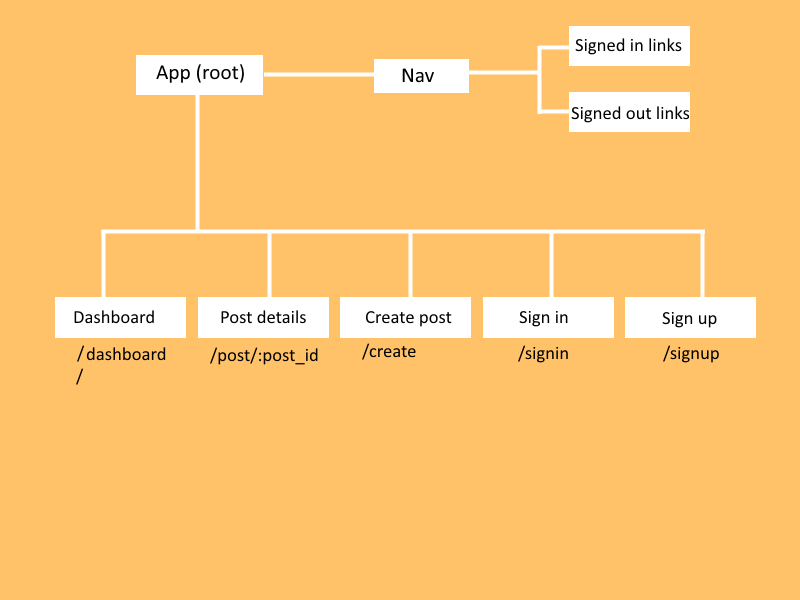 App (root)
Nav
Signed in links
Signed out links
Dashboard
Post details
Create post
Sign in
Sign up
/dashboard
/
/post/:post_id
/create
/signin
/signup